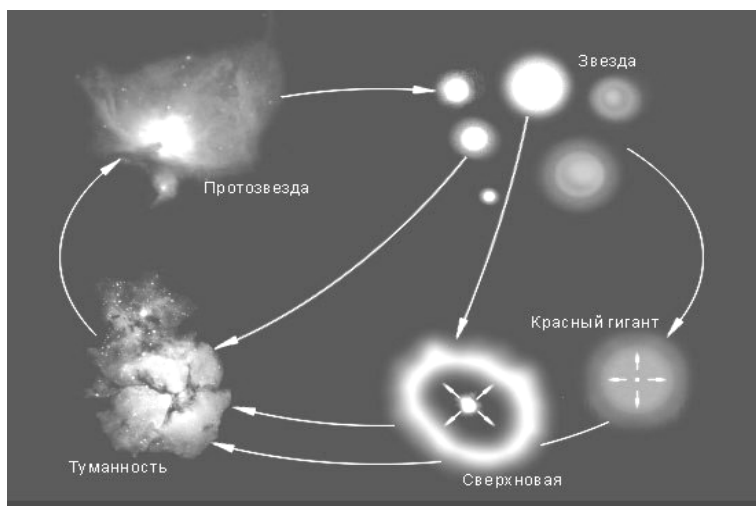 Звезда
Протозвезда
Красный гигант
Туманность
Сверхновая